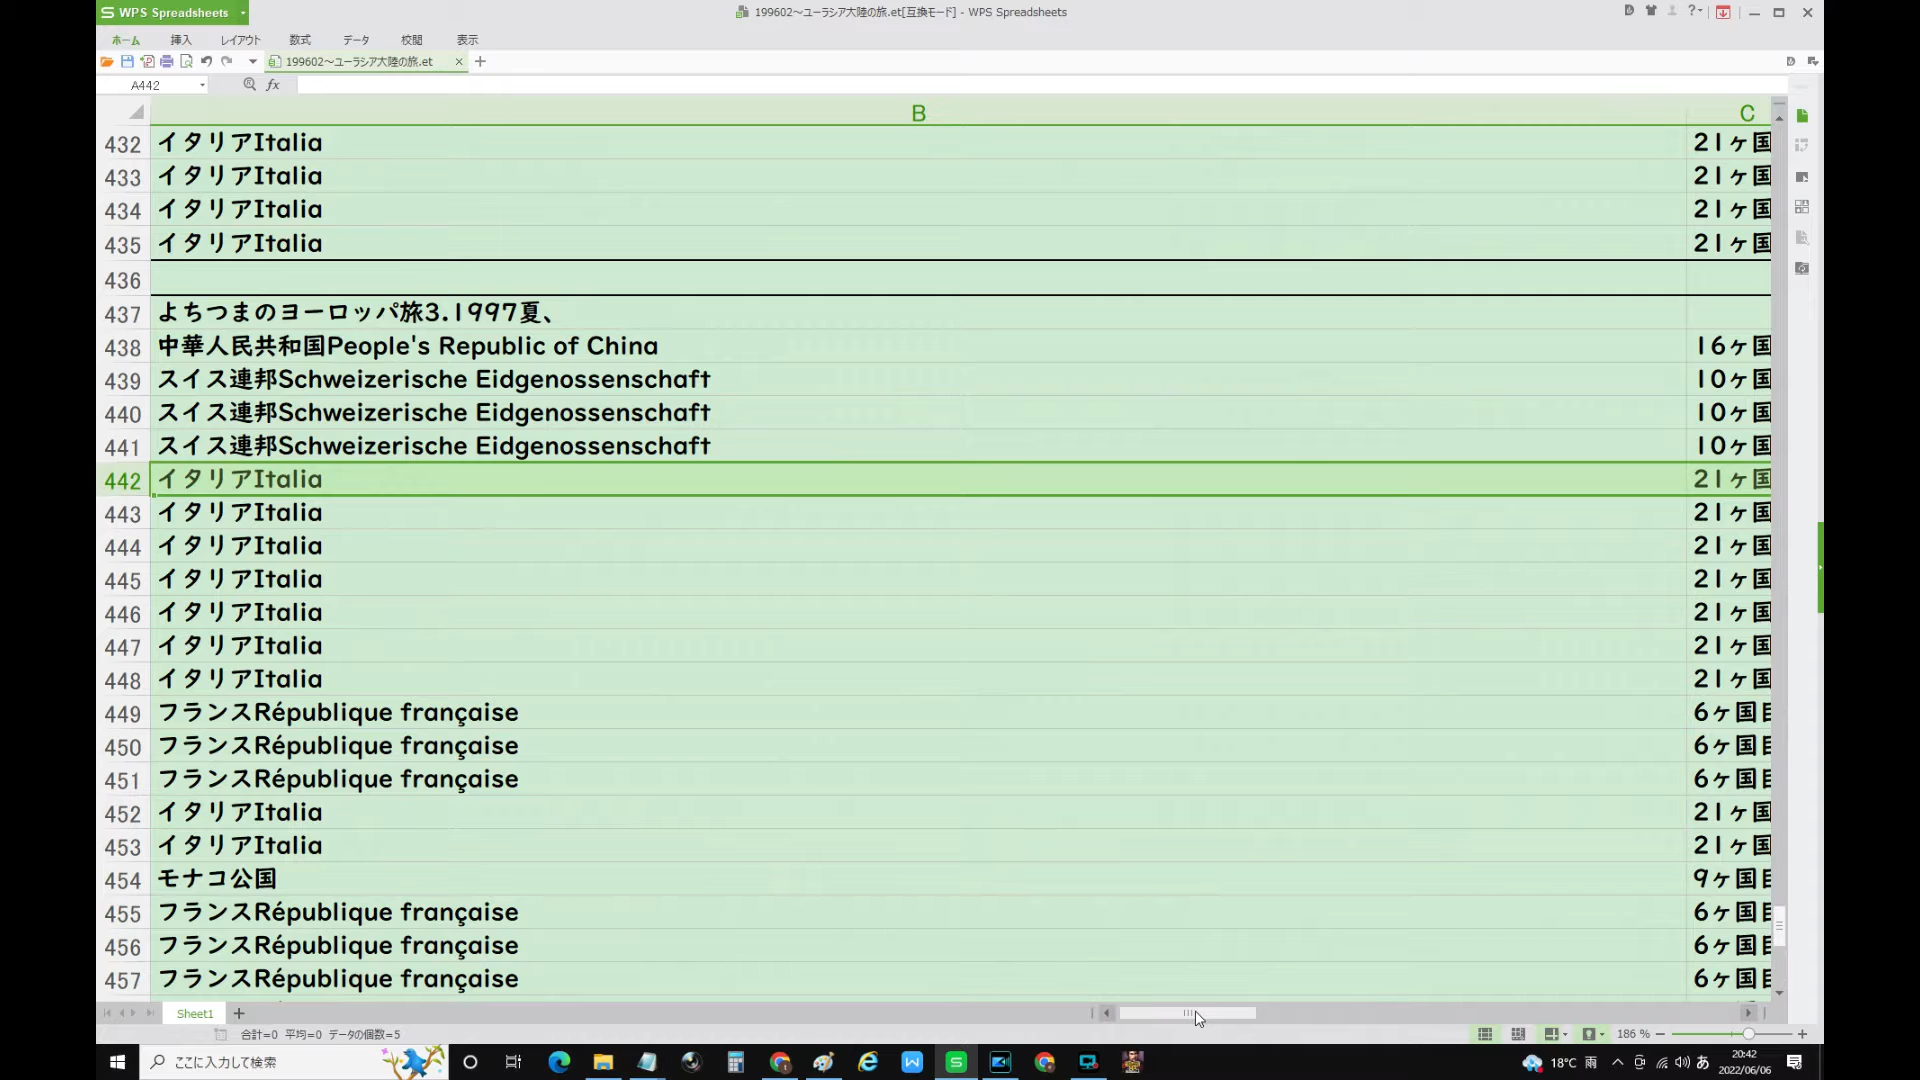 WPS Spreadsheets
199602～ユーラシア大陸の旅.et[互換モード] - WPS Spreadsheets
ホーム 挿入 レイアウト 数式 データ 校閲 表示
199602～ユーラシア大陸の旅.et
A442 fx
B C
432 イタリアItalia 21ヶ国
433 イタリアItalia 21ヶ国
434 イタリアItalia 21ヶ国
435 イタリアItalia 21ヶ国
436
437 よちつまのヨーロッパ旅3.1997夏、
438 中華人民共和国People's Republic of China 16ヶ国
439 スイス連邦Schweizerische Eidgenossenschaft 10ヶ国
440 スイス連邦Schweizerische Eidgenossenschaft 10ヶ国
441 スイス連邦Schweizerische Eidgenossenschaft 10ヶ国
442 イタリアItalia 21ヶ国
443 イタリアItalia 21ヶ国
444 イタリアItalia 21ヶ国
445 イタリアItalia 21ヶ国
446 イタリアItalia 21ヶ国
447 イタリアItalia 21ヶ国
448 イタリアItalia 21ヶ国
449 フランスRépublique française 6ヶ国目
450 フランスRépublique française 6ヶ国目
451 フランスRépublique française 6ヶ国目
452 イタリアItalia 21ヶ国
453 イタリアItalia 21ヶ国
454 モナコ公国 9ヶ国目
455 フランスRépublique française 6ヶ国目
456 フランスRépublique française 6ヶ国目
457 フランスRépublique française 6ヶ国目
Sheet1
合計=0 平均=0 データの個数=5
186 %
ここに入力して検索
18°C 雨
あ
20:42
2022/06/06